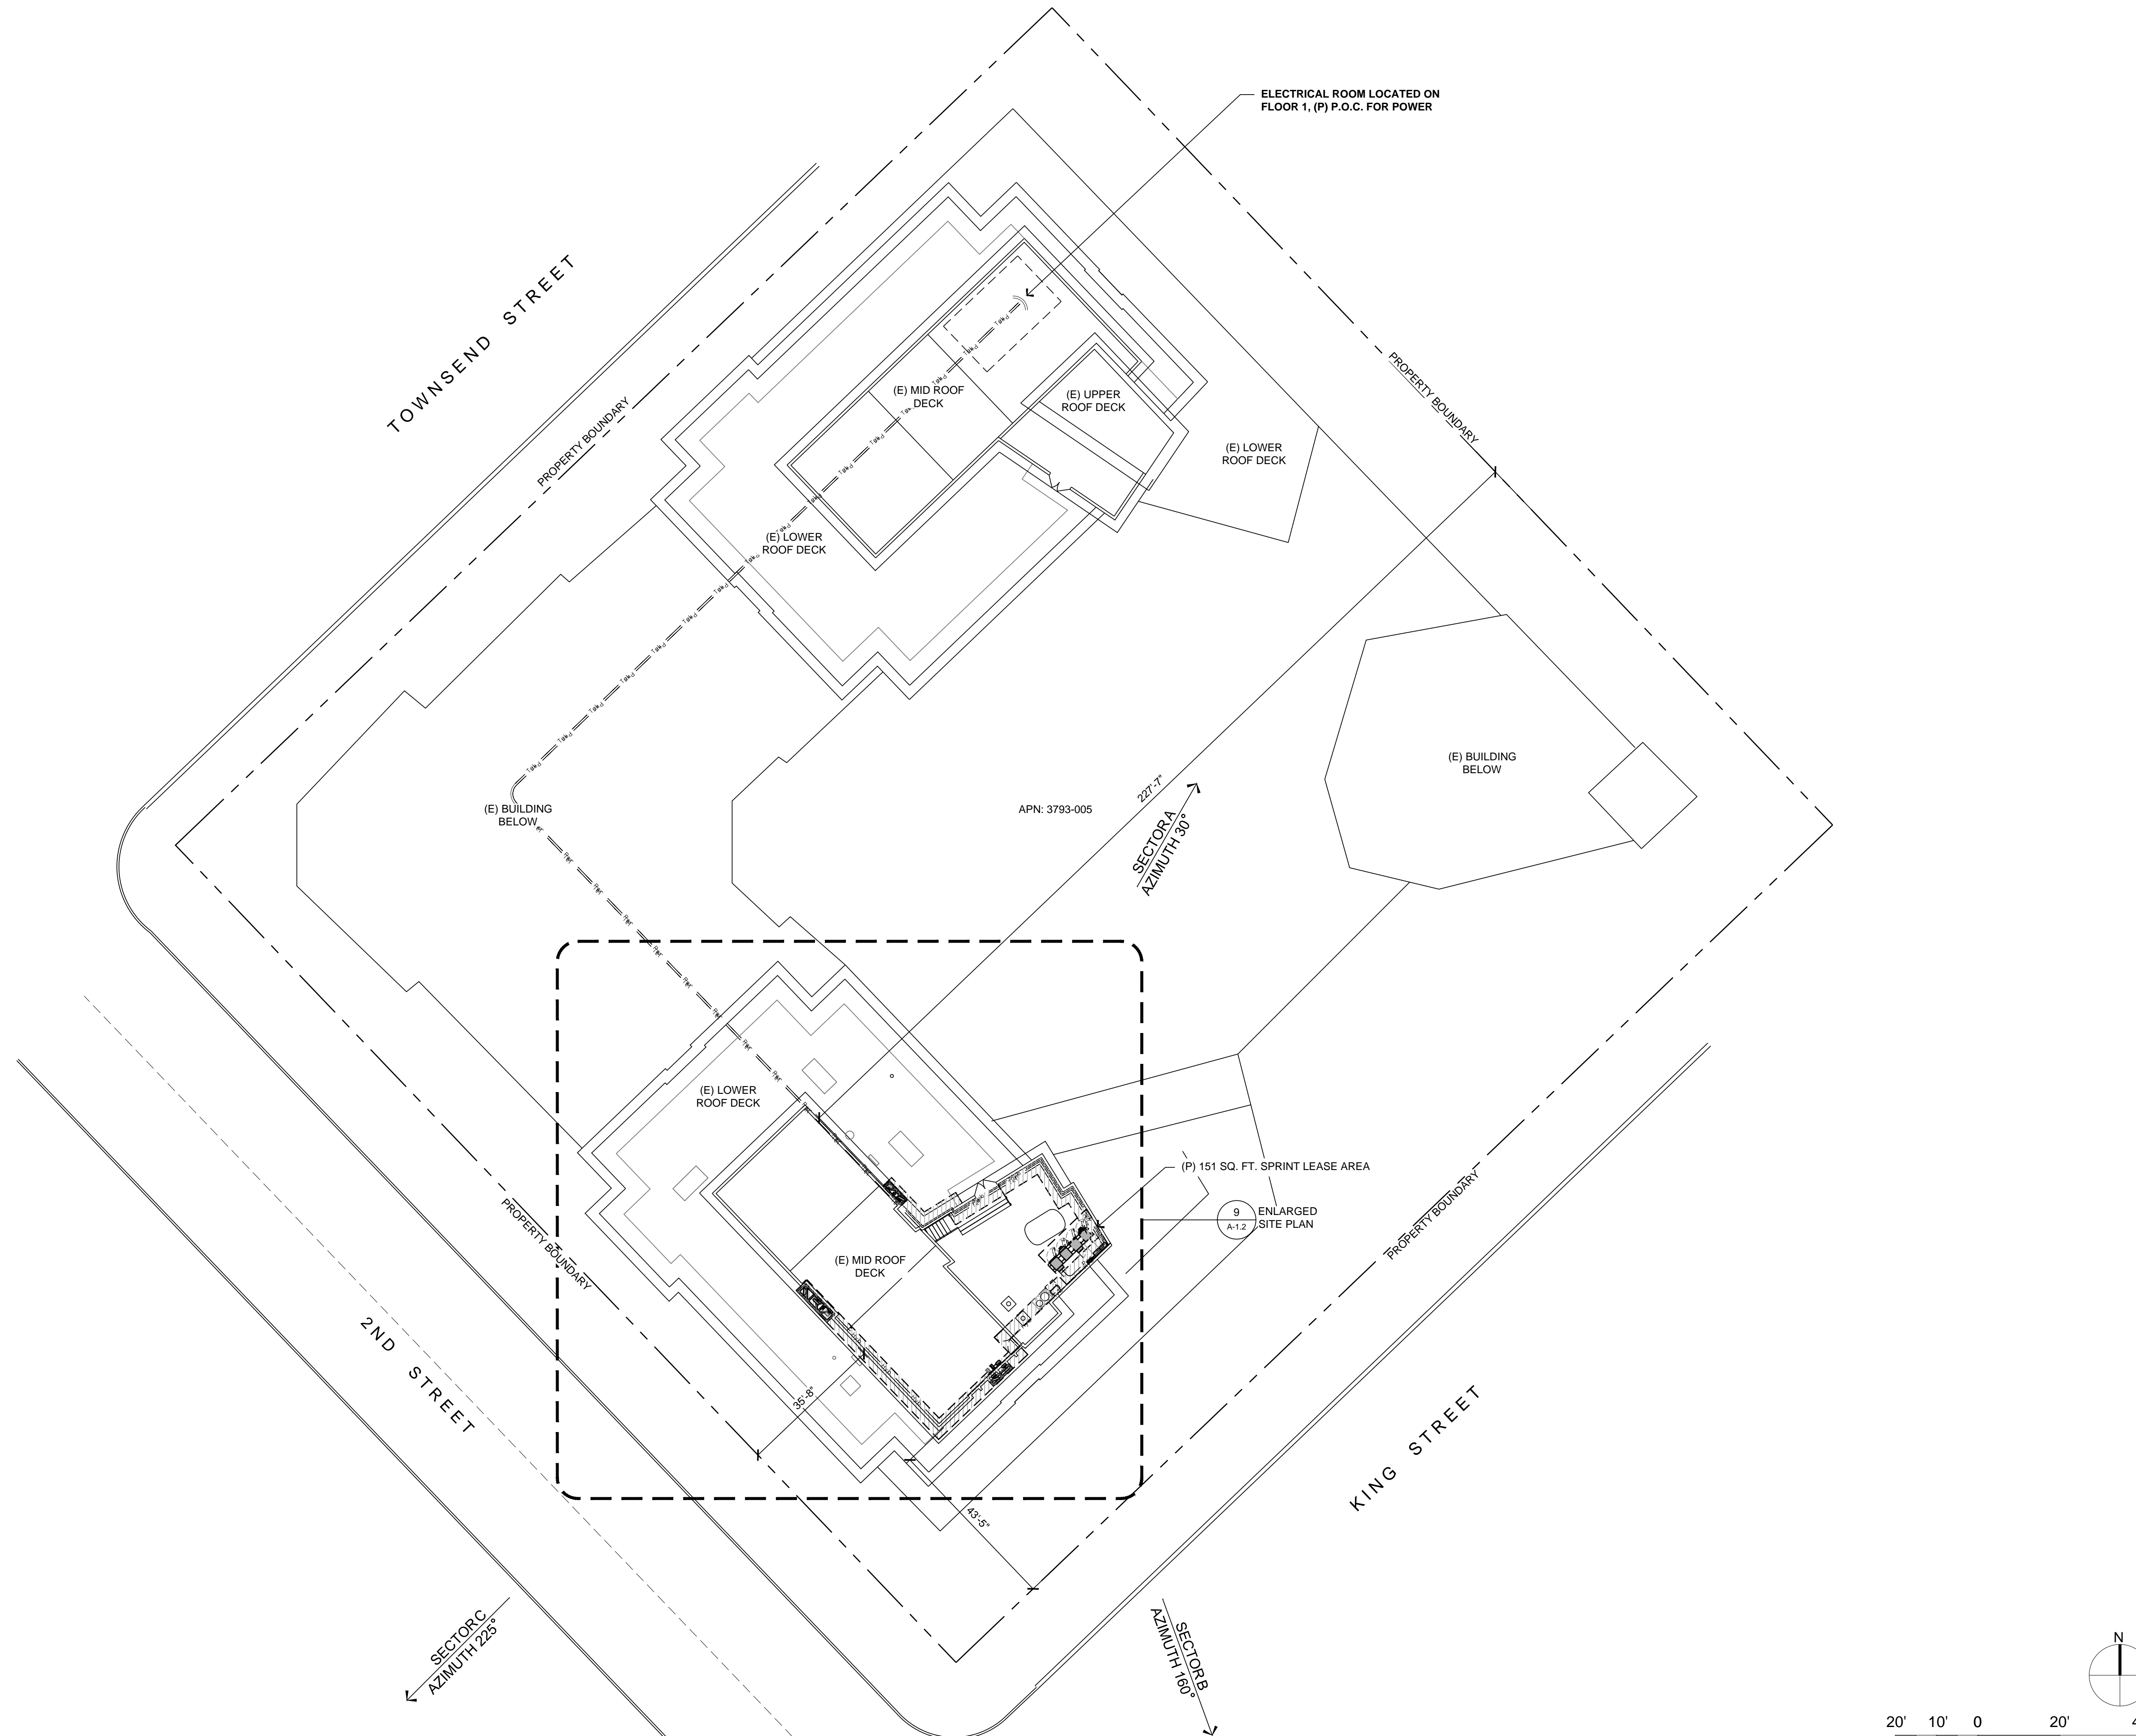 ELECTRICAL ROOM LOCATED ON
FLOOR 1, (P) P.O.C. FOR POWER
TOWNSEND STREET
PROPERTY BOUNDARY
PROPERTY BOUNDARY
(E) MID ROOF
DECK
(E) UPPER
ROOF DECK
(E) LOWER
ROOF DECK
(E) LOWER
ROOF DECK
(E) BUILDING
BELOW
(E) BUILDING
BELOW
APN: 3793-005
227'-7"
SECTOR A
AZIMUTH 30°
(E) LOWER
ROOF DECK
(P) 151 SQ. FT. SPRINT LEASE AREA
9
A-1.2
ENLARGED
SITE PLAN
PROPERTY BOUNDARY
PROPERTY BOUNDARY
(E) MID ROOF
DECK
2ND STREET
35'-8"
43'-5"
KING STREET
SECTOR C
AZIMUTH 225°
SECTOR B
AZIMUTH 160°
N
20' 10' 0 20' 4